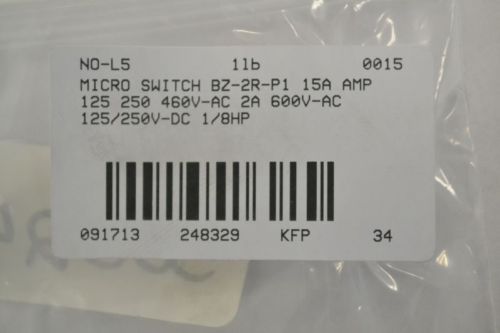 NO-L5 1lb 0015
MICRO SWITCH BZ-2R-P1 15A AMP
125 250 460V-AC 2A 600V-AC
125/250V-DC 1/8HP
091713 248329 KFP 34